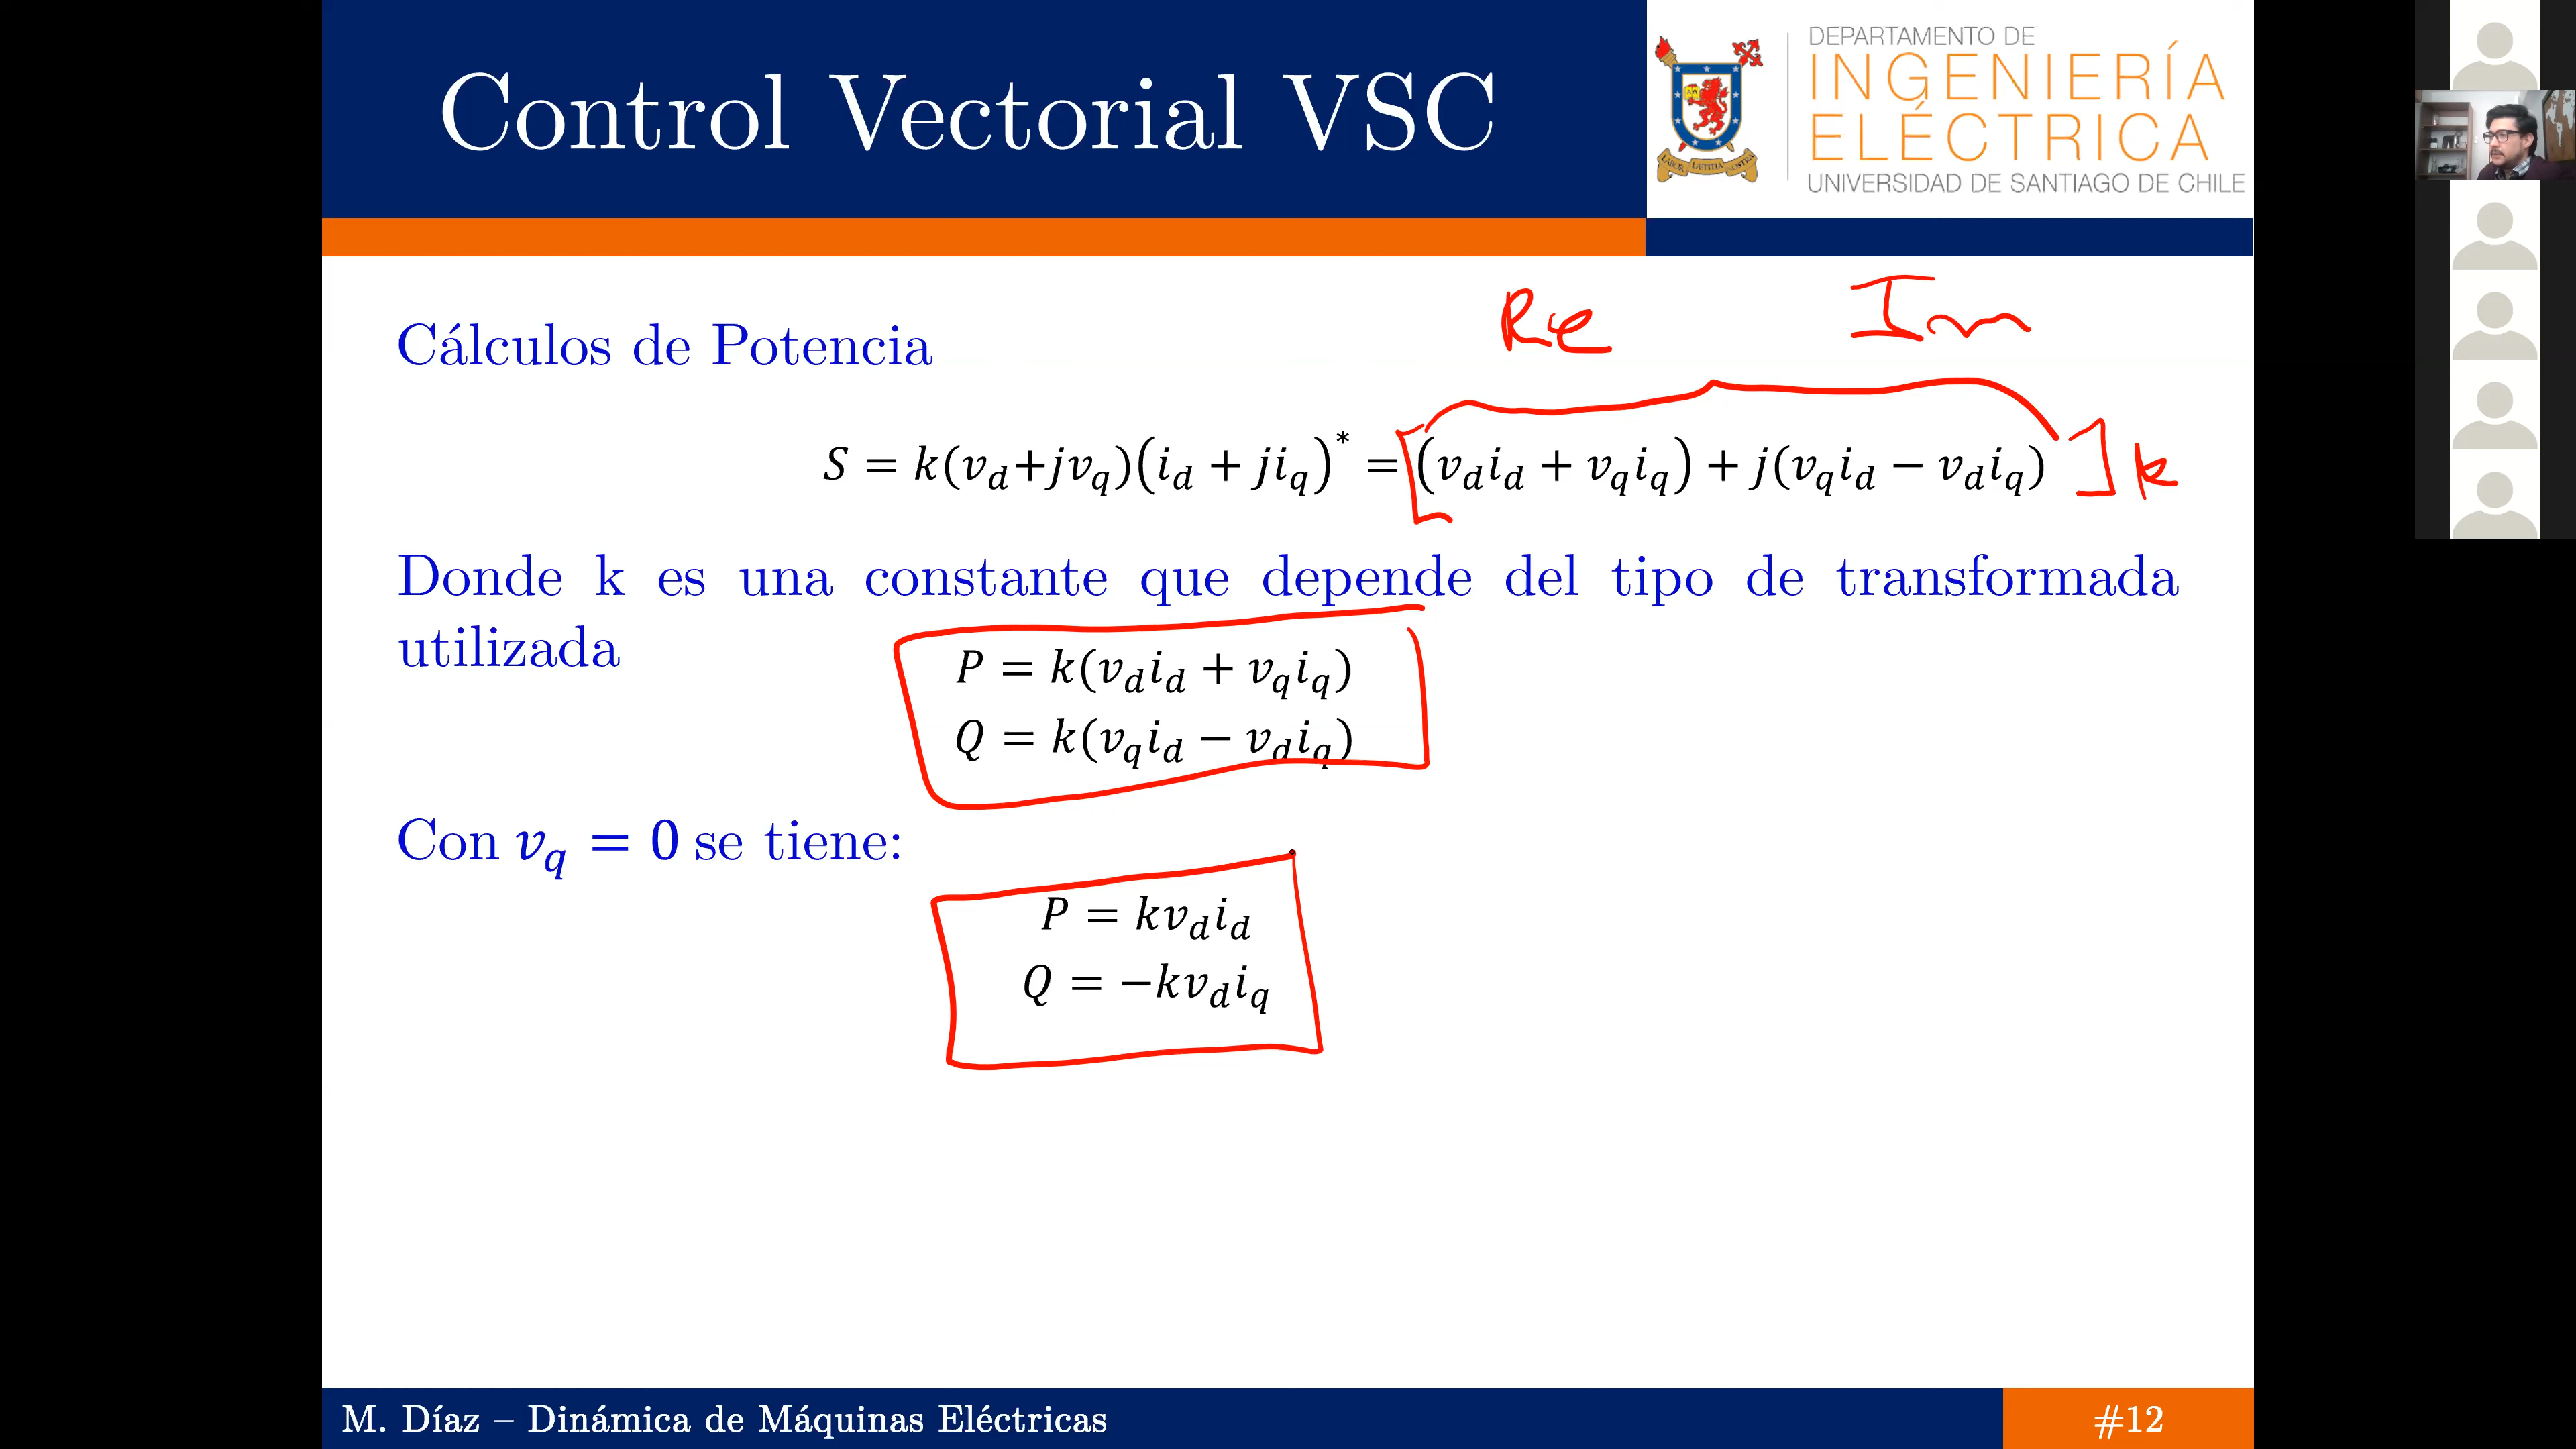 Control Vectorial VSC
DEPARTAMENTO DE
INGENIERÍA
ELÉCTRICA
UNIVERSIDAD DE SANTIAGO DE CHILE
LABOR LÆTITIA NOSTRA
Re Im
Cálculos de Potencia
S = k(v_d+jv_q)(i_d + ji_q)^* = [(v_d i_d + v_q i_q) + j(v_q i_d − v_d i_q)] k
Donde k es una constante que depende del tipo de transformada
utilizada
P = k(v_d i_d + v_q i_q)
Q = k(v_q i_d − v_d i_q)
Con v_q = 0 se tiene:
P = kv_d i_d
Q = −kv_d i_q
M. Díaz – Dinámica de Máquinas Eléctricas
#12